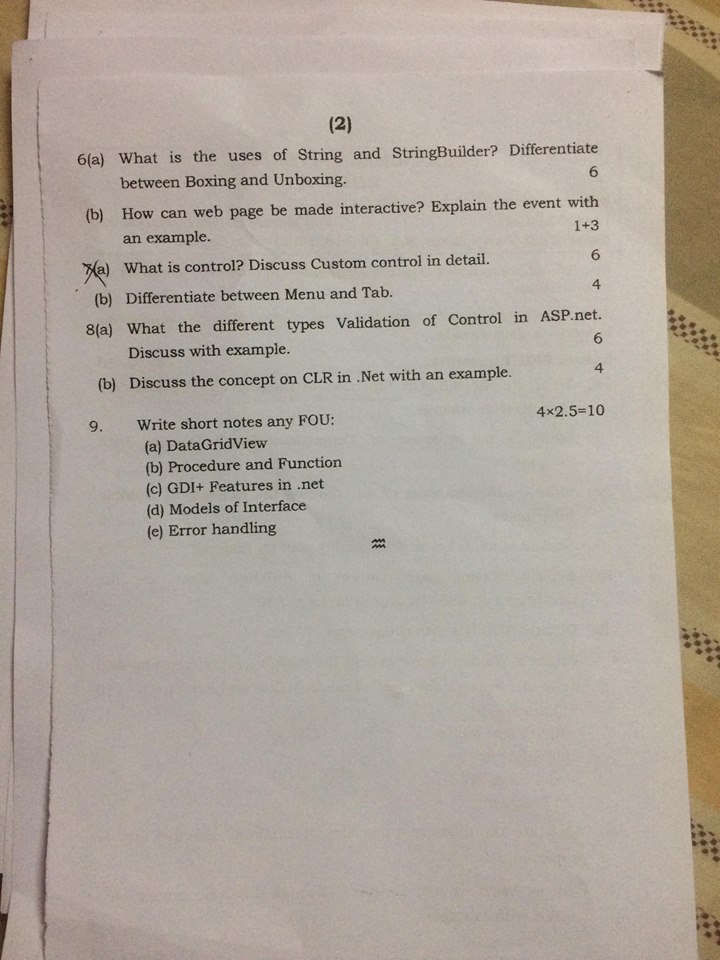 (2)
6(a) What is the uses of String and StringBuilder? Differentiate
between Boxing and Unboxing. 6
(b) How can web page be made interactive? Explain the event with
an example. 1+3
7(a) What is control? Discuss Custom control in detail. 6
(b) Differentiate between Menu and Tab. 4
8(a) What the different types Validation of Control in ASP.net.
Discuss with example. 6
(b) Discuss the concept on CLR in .Net with an example. 4
9. Write short notes any FOU: 4×2.5=10
(a) DataGridView
(b) Procedure and Function
(c) GDI+ Features in .net
(d) Models of Interface
(e) Error handling